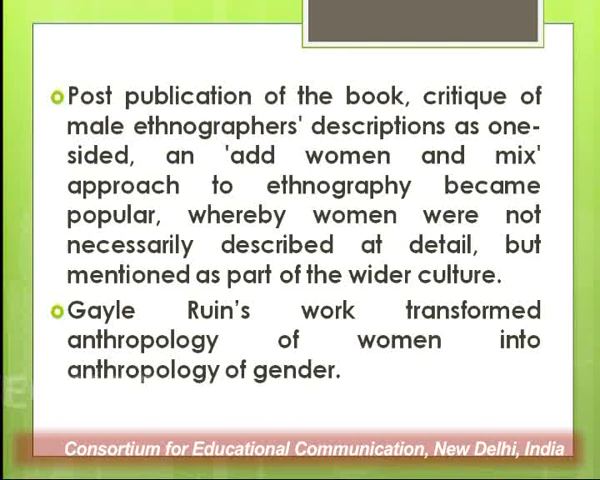 Post publication of the book, critique of
male ethnographers' descriptions as one-
sided, an 'add women and mix'
approach to ethnography became
popular, whereby women were not
necessarily described at detail, but
mentioned as part of the wider culture.
Gayle Ruin's work transformed
anthropology of women into
anthropology of gender.
Consortium for Educational Communication, New Delhi, India